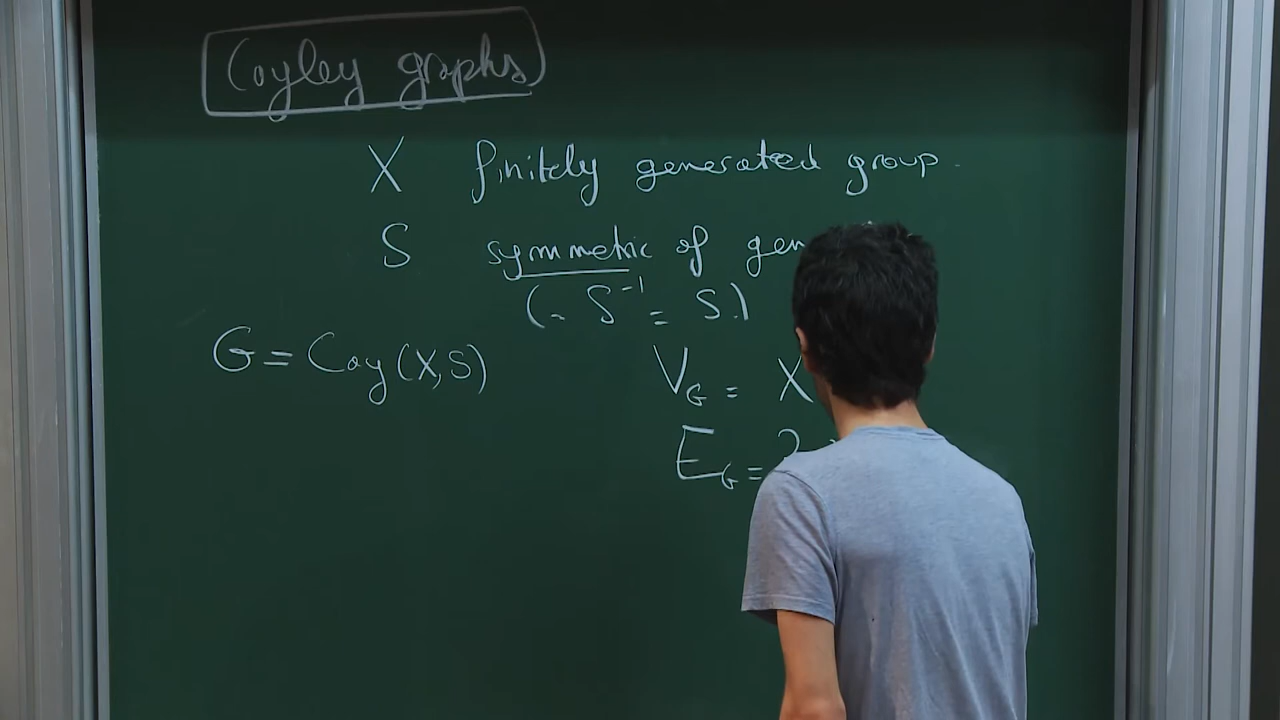 Cayley graphs
X finitely generated group.
S symmetric of gen
(. S⁻¹ = S.)
G = Cay(X,S)
V_G = X
E_G =